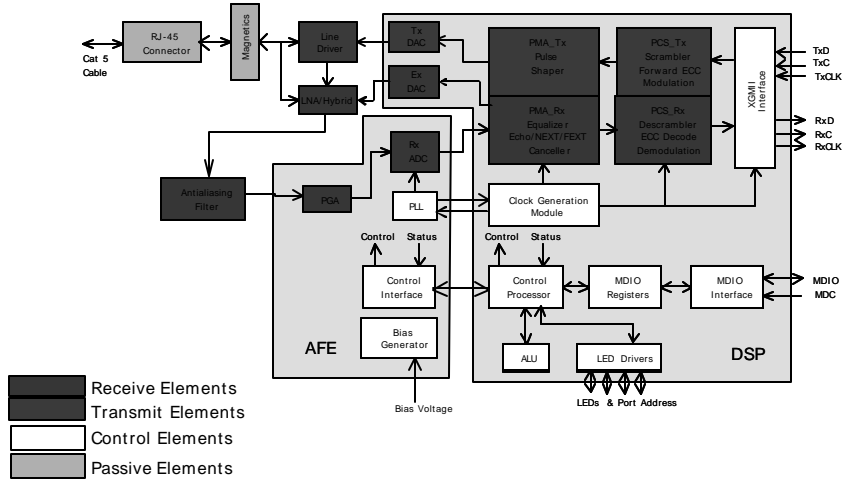 RJ-45
Connector
Cat 5
Cable
Magnetics
Line
Driver
LNA/Hybrid
Tx
DAC
Ex
DAC
PMA_Tx
Pulse
Shaper
PCS_Tx
Scrambler
Forward ECC
Modulation
XGMII
Interface
TxD
TxC
TxCLK
PMA_Rx
Equalizer
Echo/NEXT/FEXT
Canceller
PCS_Rx
Descrambler
ECC Decode
Demodulation
RxD
RxC
RxCLK
Rx
ADC
Antialiasing
Filter
PGA
PLL
Clock Generation
Module
Control
Status
Control
Interface
Control
Status
Control
Processor
MDIO
Registers
MDIO
Interface
MDIO
MDC
Bias
Generator
AFE
ALU
LED Drivers
DSP
Bias Voltage
LEDs & Port Address
Receive Elements
Transmit Elements
Control Elements
Passive Elements